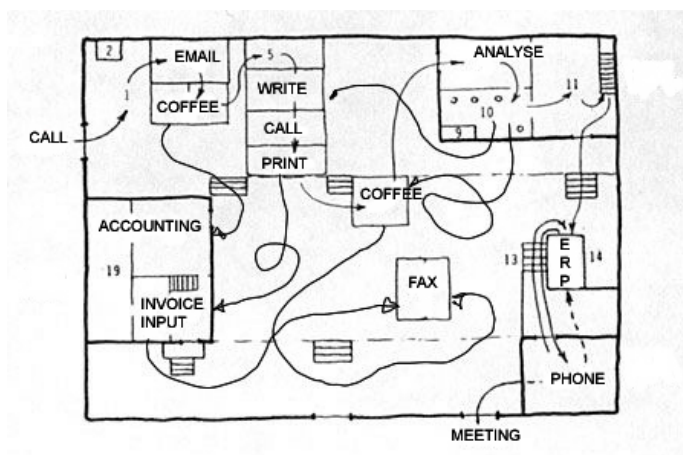 2
EMAIL
5
ANALYSE
WRITE
11
1
COFFEE
10
CALL
CALL
9
PRINT
COFFEE
ACCOUNTING
E
R
P
13
14
19
FAX
INVOICE
INPUT
PHONE
MEETING